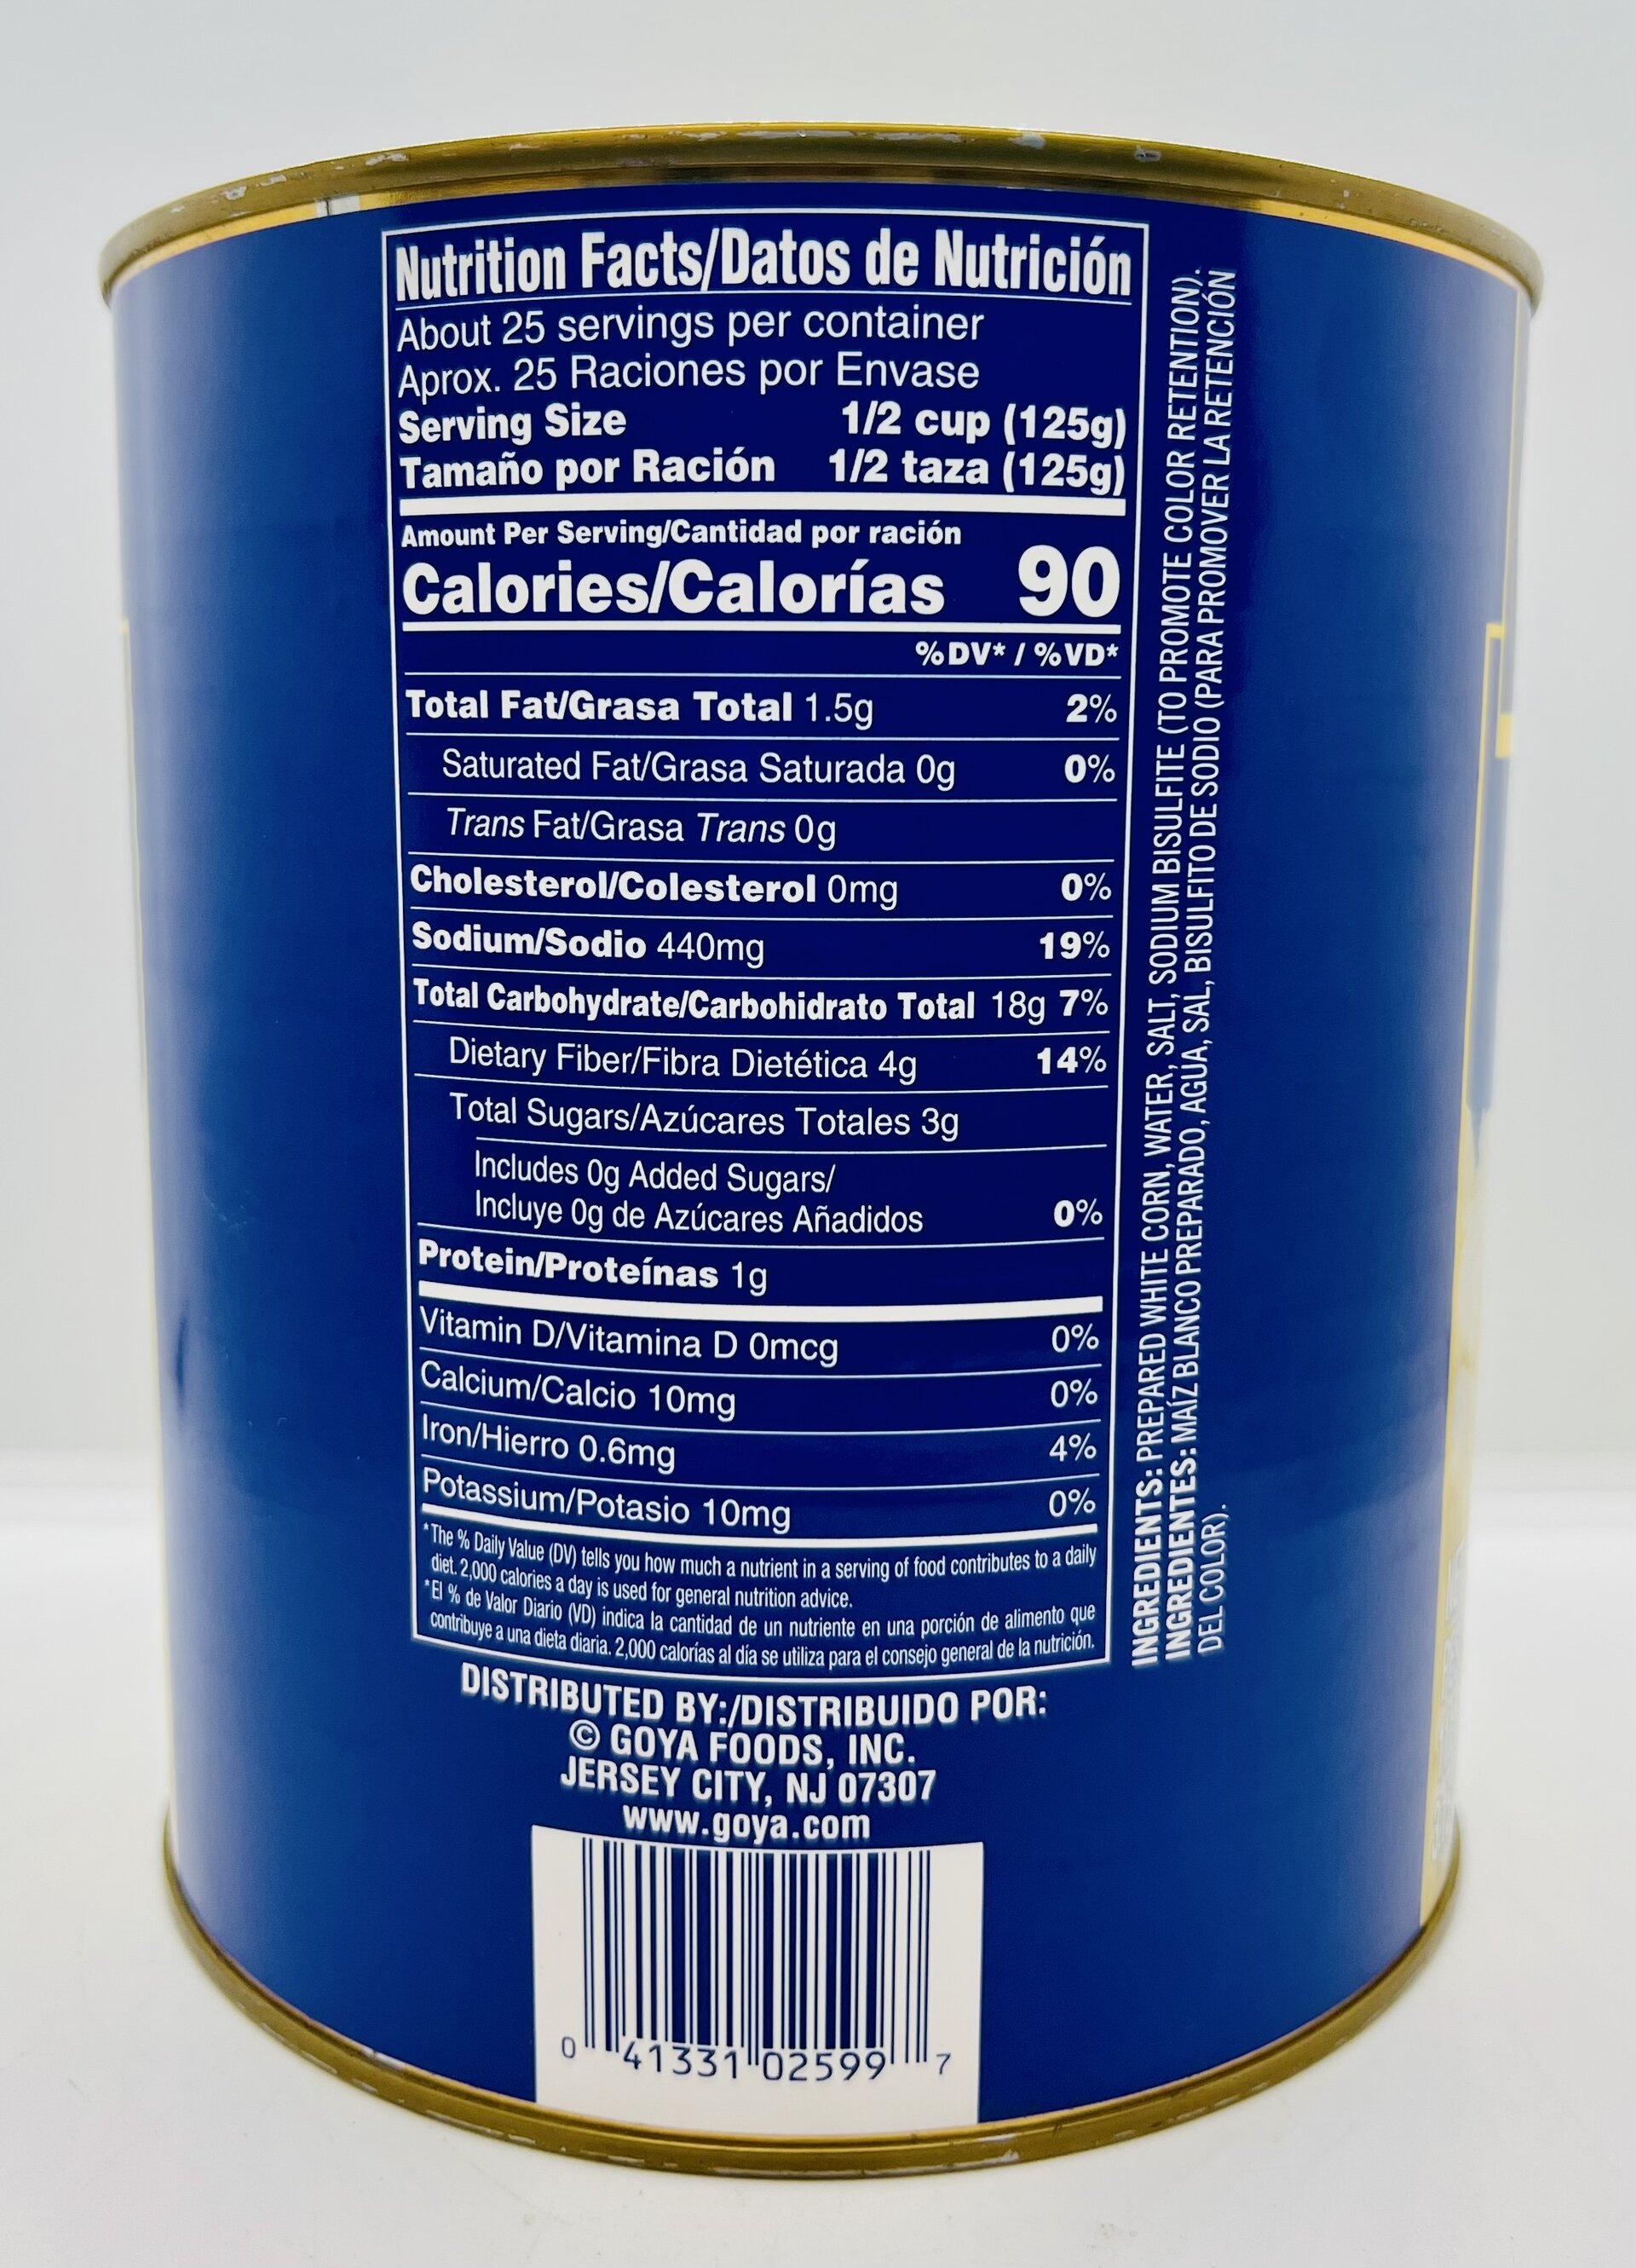 Nutrition Facts/Datos de Nutrición
About 25 servings per container
Aprox. 25 Raciones por Envase
Serving Size 1/2 cup (125g)
Tamaño por Ración 1/2 taza (125g)
Amount Per Serving/Cantidad por ración
Calories/Calorías 90
%DV* / %VD*
Total Fat/Grasa Total 1.5g 2%
Saturated Fat/Grasa Saturada 0g 0%
Trans Fat/Grasa Trans 0g
Cholesterol/Colesterol 0mg 0%
Sodium/Sodio 440mg 19%
Total Carbohydrate/Carbohidrato Total 18g 7%
Dietary Fiber/Fibra Dietética 4g 14%
Total Sugars/Azúcares Totales 3g
Includes 0g Added Sugars/
Incluye 0g de Azúcares Añadidos 0%
Protein/Proteínas 1g
Vitamin D/Vitamina D 0mcg 0%
Calcium/Calcio 10mg 0%
Iron/Hierro 0.6mg 4%
Potassium/Potasio 10mg 0%
*The % Daily Value (DV) tells you how much a nutrient in a serving of food contributes to a daily
diet. 2,000 calories a day is used for general nutrition advice.
*El % de Valor Diario (VD) indica la cantidad de un nutriente en una porción de alimento que
contribuye a una dieta diaria. 2,000 calorías al día se utiliza para el consejo general de la nutrición.
INGREDIENTS: PREPARED WHITE CORN, WATER, SALT, SODIUM BISULFITE (TO PROMOTE COLOR RETENTION).
INGREDIENTES: MAÍZ BLANCO PREPARADO, AGUA, SAL, BISULFITO DE SODIO (PARA PROMOVER LA RETENCIÓN
DEL COLOR).
DISTRIBUTED BY:/DISTRIBUIDO POR:
© GOYA FOODS, INC.
JERSEY CITY, NJ 07307
www.goya.com
0 41331 02599 7